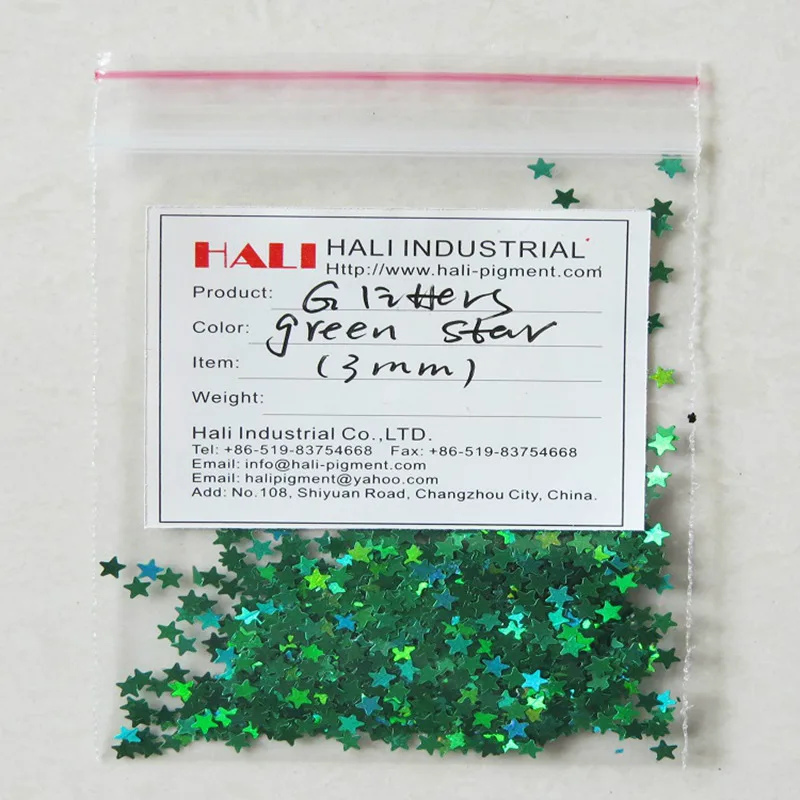 HALI HALI INDUSTRIAL
Http://www.hali-pigment.com
Product: Glitters
Color: green star
Item: (3mm)
Weight:
Hali Industrial Co.,LTD.
Tel: +86-519-83754668 Fax: +86-519-83754668
Email: info@hali-pigment.com
Email: halipigment@yahoo.com
Add: No.108, Shiyuan Road, Changzhou City, China.